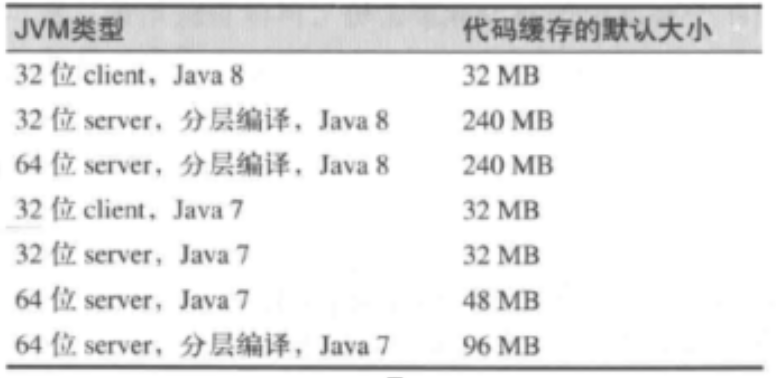 JVM类型 代码缓存的默认大小
32 位 client，Java 8 32 MB
32 位 server，分层编译，Java 8 240 MB
64 位 server，分层编译，Java 8 240 MB
32 位 client，Java 7 32 MB
32 位 server，Java 7 32 MB
64 位 server，Java 7 48 MB
64 位 server，分层编译，Java 7 96 MB